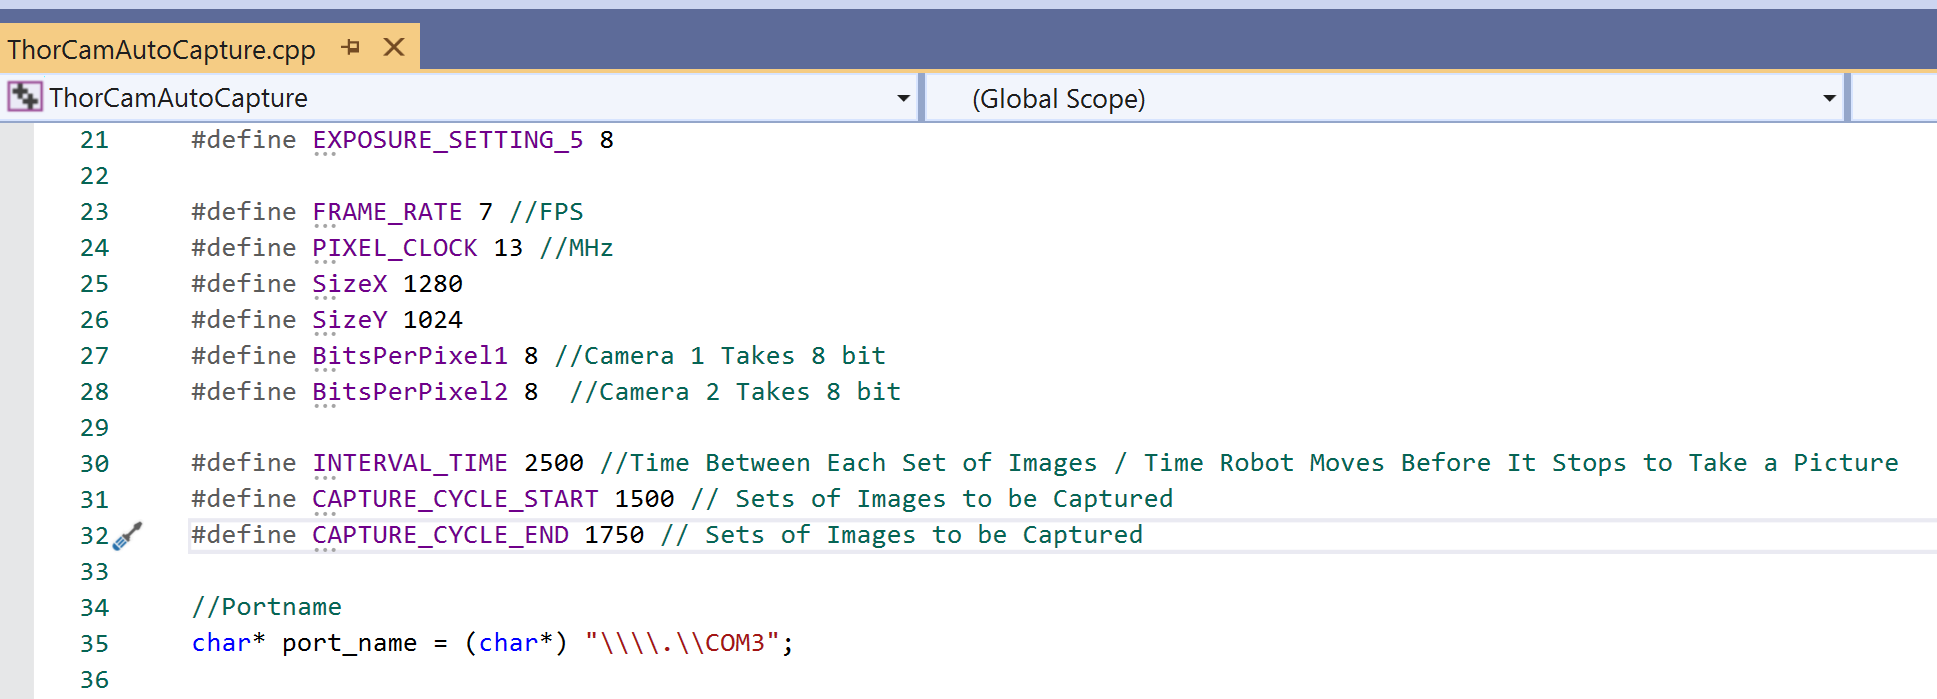 ThorCamAutoCapture.cpp
ThorCamAutoCapture
(Global Scope)
21 #define EXPOSURE_SETTING_5 8
22
23 #define FRAME_RATE 7 //FPS
24 #define PIXEL_CLOCK 13 //MHz
25 #define SizeX 1280
26 #define SizeY 1024
27 #define BitsPerPixel1 8 //Camera 1 Takes 8 bit
28 #define BitsPerPixel2 8  //Camera 2 Takes 8 bit
29
30 #define INTERVAL_TIME 2500 //Time Between Each Set of Images / Time Robot Moves Before It Stops to Take a Picture
31 #define CAPTURE_CYCLE_START 1500 // Sets of Images to be Captured
32 #define CAPTURE_CYCLE_END 1750 // Sets of Images to be Captured
33
34 //Portname
35 char* port_name = (char*) "\\\\.\\COM3";
36